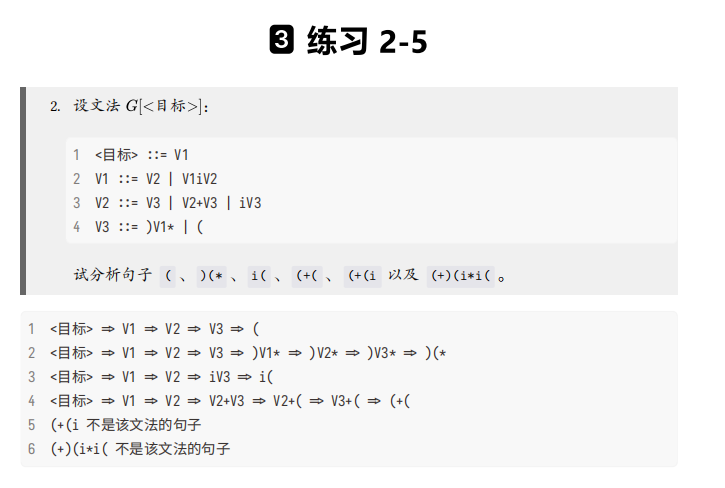 3 练习 2-5
2. 设文法 G[<目标>]：
1 <目标> ::= V1
2 V1 ::= V2 | V1iV2
3 V2 ::= V3 | V2+V3 | iV3
4 V3 ::= )V1* | (
试分析句子 ( 、 )(* 、 i( 、 (+( 、 (+(i 以及 (+)(i*i( 。
1 <目标> ⇒ V1 ⇒ V2 ⇒ V3 ⇒ (
2 <目标> ⇒ V1 ⇒ V2 ⇒ V3 ⇒ )V1* ⇒ )V2* ⇒ )V3* ⇒ )(*
3 <目标> ⇒ V1 ⇒ V2 ⇒ iV3 ⇒ i(
4 <目标> ⇒ V1 ⇒ V2 ⇒ V2+V3 ⇒ V2+( ⇒ V3+( ⇒ (+(
5 (+(i 不是该文法的句子
6 (+)(i*i( 不是该文法的句子